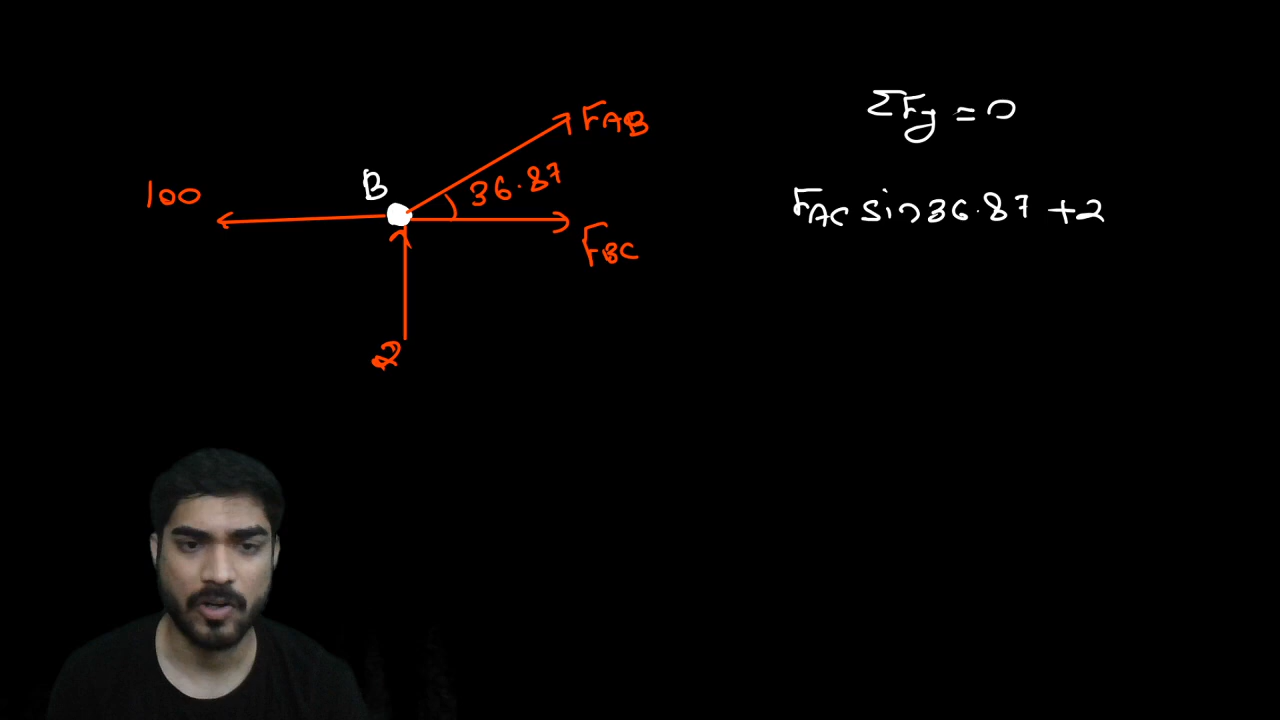 ΣFy = 0
FAB
B
36.87
100
FAC sin 36.87 + 2
FBC
2